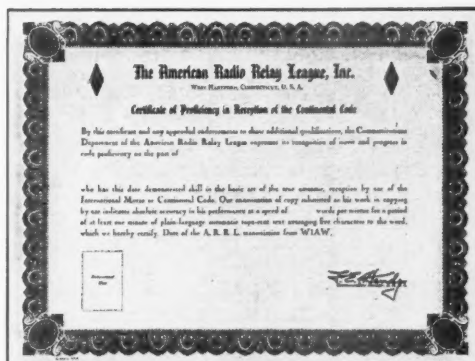 The American Radio Relay League, Inc.
WEST HARTFORD, CONNECTICUT, U. S. A.
Certificate of Proficiency in Reception of the Continental Code
By this certificate and any appended endorsements to show additional qualifications, the Communications
Department of the American Radio Relay League expresses its recognition of merit and progress in
code proficiency on the part of
who has this date demonstrated skill in the basic art of the true amateur, reception by ear of the
International Morse or Continental Code. Our examination of copy submitted as his work in copying
by ear indicates absolute accuracy in his performance at a speed of words per minute for a period
of at least one minute of plain-language automatic tape-sent text averaging five characters to the word,
which we hereby certify. Date of the A. R. R. L. transmission from W1AW,
Endorsement